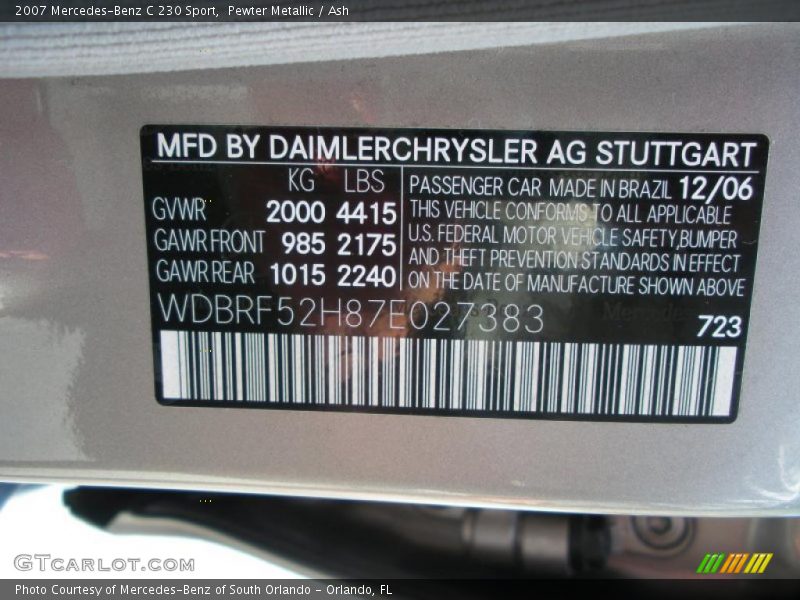 2007 Mercedes-Benz C 230 Sport,  Pewter Metallic / Ash
MFD BY DAIMLERCHRYSLER AG STUTTGART
KG LBS
GVWR 2000 4415
GAWR FRONT 985 2175
GAWR REAR 1015 2240
PASSENGER CAR MADE IN BRAZIL 12/06
THIS VEHICLE CONFORMS TO ALL APPLICABLE
U.S. FEDERAL MOTOR VEHICLE SAFETY,BUMPER
AND THEFT PREVENTION STANDARDS IN EFFECT
ON THE DATE OF MANUFACTURE SHOWN ABOVE
WDBRF52H87E027383
723
GTCARLOT.COM
Photo Courtesy of Mercedes-Benz of South Orlando - Orlando, FL